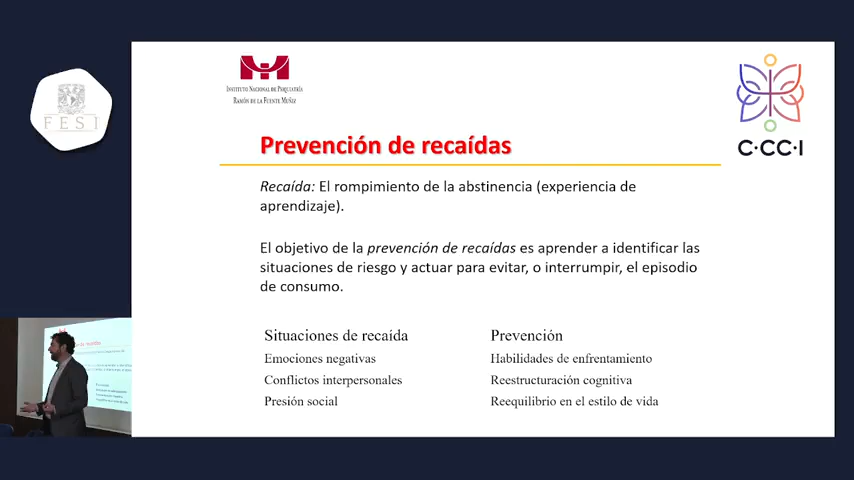 FESI
INSTITUTO NACIONAL DE PSIQUIATRÍA
RAMÓN DE LA FUENTE MUÑIZ
C·CC·I
Prevención de recaídas
Recaída: El rompimiento de la abstinencia (experiencia de
aprendizaje).
El objetivo de la prevención de recaídas es aprender a identificar las
situaciones de riesgo y actuar para evitar, o interrumpir, el episodio
de consumo.
Situaciones de recaída
Emociones negativas
Conflictos interpersonales
Presión social
Prevención
Habilidades de enfrentamiento
Reestructuración cognitiva
Reequilibrio en el estilo de vida